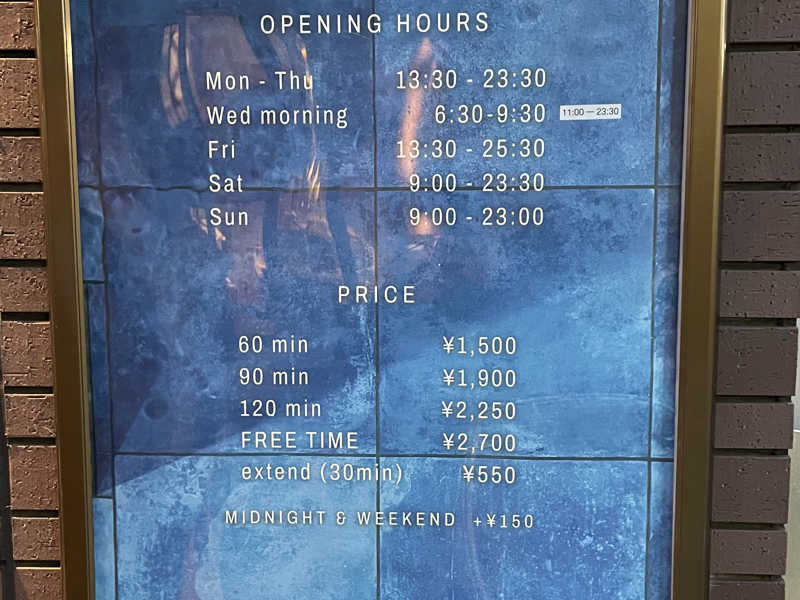 OPENING HOURS
Mon - Thu 13:30 - 23:30
Wed morning 6:30-9:30 11:00 — 23:30
Fri 13:30 - 25:30
Sat 9:00 - 23:30
Sun 9:00 - 23:00
PRICE
60 min ¥1,500
90 min ¥1,900
120 min ¥2,250
FREE TIME ¥2,700
extend (30min) ¥550
MIDNIGHT & WEEKEND +¥150